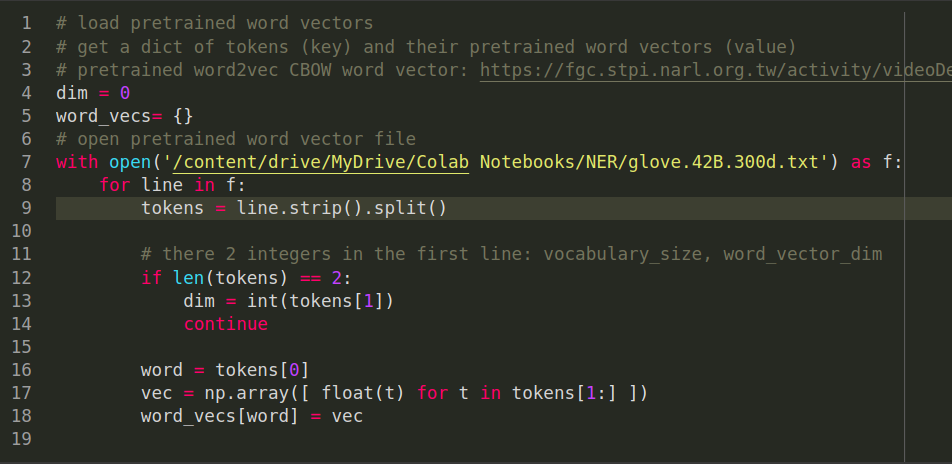 1 # load pretrained word vectors
2 # get a dict of tokens (key) and their pretrained word vectors (value)
3 # pretrained word2vec CBOW word vector: https://fgc.stpi.narl.org.tw/activity/videoDe
4 dim = 0
5 word_vecs= {}
6 # open pretrained word vector file
7 with open('/content/drive/MyDrive/Colab Notebooks/NER/glove.42B.300d.txt') as f:
8     for line in f:
9         tokens = line.strip().split()
10
11         # there 2 integers in the first line: vocabulary_size, word_vector_dim
12         if len(tokens) == 2:
13             dim = int(tokens[1])
14             continue
15
16         word = tokens[0]
17         vec = np.array([ float(t) for t in tokens[1:] ])
18         word_vecs[word] = vec
19